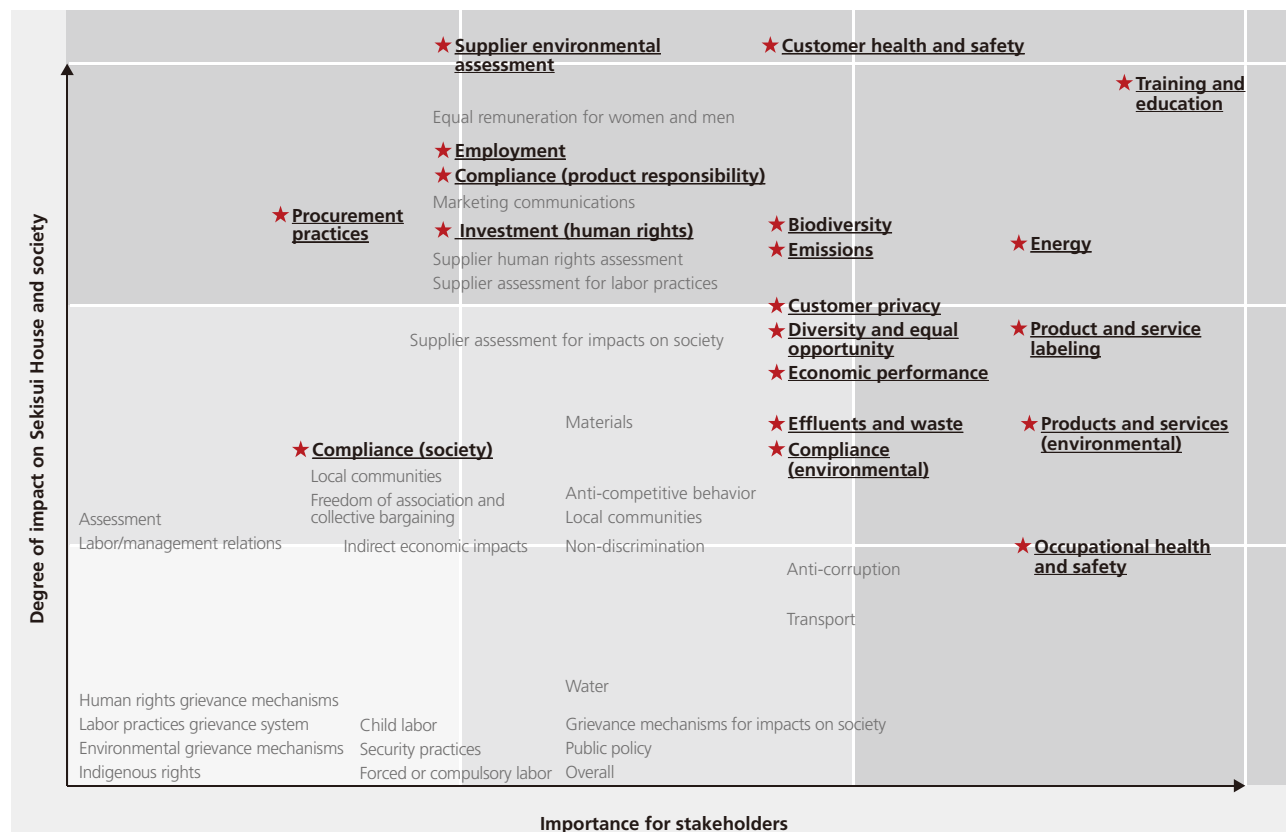 ★ Supplier environmental
assessment
★ Customer health and safety
★ Training and
education
Equal remuneration for women and men
★ Employment
★ Compliance (product responsibility)
Marketing communications
★ Procurement
practices
★ Investment (human rights)
★ Biodiversity
★ Emissions
★ Energy
Supplier human rights assessment
Supplier assessment for labor practices
★ Customer privacy
★ Diversity and equal
opportunity
★ Product and service
labeling
Supplier assessment for impacts on society
★ Economic performance
Materials
★ Effluents and waste
★ Products and services
(environmental)
★ Compliance (society)
★ Compliance
(environmental)
Local communities
Freedom of association and
collective bargaining
Anti-competitive behavior
Local communities
Assessment
Labor/management relations
Indirect economic impacts
Non-discrimination
★ Occupational health
and safety
Anti-corruption
Transport
Water
Human rights grievance mechanisms
Labor practices grievance system
Child labor
Grievance mechanisms for impacts on society
Environmental grievance mechanisms
Security practices
Public policy
Indigenous rights
Forced or compulsory labor
Overall
Degree of impact on Sekisui House and society
Importance for stakeholders